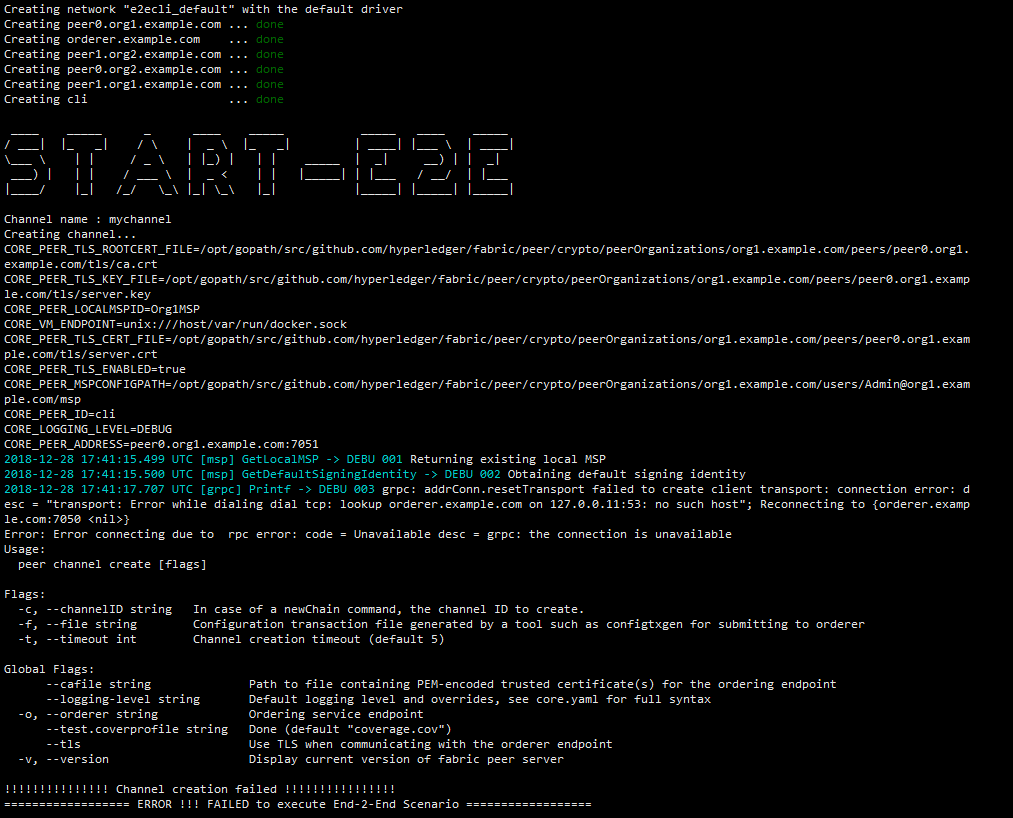 Creating network "e2ecli_default" with the default driver
Creating peer0.org1.example.com ... done
Creating orderer.example.com    ... done
Creating peer1.org2.example.com ... done
Creating peer0.org2.example.com ... done
Creating peer1.org1.example.com ... done
Creating cli                    ... done
START-E2E
Channel name : mychannel
Creating channel...
CORE_PEER_TLS_ROOTCERT_FILE=/opt/gopath/src/github.com/hyperledger/fabric/peer/crypto/peerOrganizations/org1.example.com/peers/peer0.org1.
example.com/tls/ca.crt
CORE_PEER_TLS_KEY_FILE=/opt/gopath/src/github.com/hyperledger/fabric/peer/crypto/peerOrganizations/org1.example.com/peers/peer0.org1.examp
le.com/tls/server.key
CORE_PEER_LOCALMSPID=Org1MSP
CORE_VM_ENDPOINT=unix:///host/var/run/docker.sock
CORE_PEER_TLS_CERT_FILE=/opt/gopath/src/github.com/hyperledger/fabric/peer/crypto/peerOrganizations/org1.example.com/peers/peer0.org1.exam
ple.com/tls/server.crt
CORE_PEER_TLS_ENABLED=true
CORE_PEER_MSPCONFIGPATH=/opt/gopath/src/github.com/hyperledger/fabric/peer/crypto/peerOrganizations/org1.example.com/users/Admin@org1.exam
ple.com/msp
CORE_PEER_ID=cli
CORE_LOGGING_LEVEL=DEBUG
CORE_PEER_ADDRESS=peer0.org1.example.com:7051
2018-12-28 17:41:15.499 UTC [msp] GetLocalMSP -> DEBU 001 Returning existing local MSP
2018-12-28 17:41:15.500 UTC [msp] GetDefaultSigningIdentity -> DEBU 002 Obtaining default signing identity
2018-12-28 17:41:17.707 UTC [grpc] Printf -> DEBU 003 grpc: addrConn.resetTransport failed to create client transport: connection error: d
esc = "transport: Error while dialing dial tcp: lookup orderer.example.com on 127.0.0.11:53: no such host"; Reconnecting to {orderer.examp
le.com:7050 <nil>}
Error: Error connecting due to  rpc error: code = Unavailable desc = grpc: the connection is unavailable
Usage:
  peer channel create [flags]
Flags:
  -c, --channelID string   In case of a newChain command, the channel ID to create.
  -f, --file string        Configuration transaction file generated by a tool such as configtxgen for submitting to orderer
  -t, --timeout int        Channel creation timeout (default 5)
Global Flags:
      --cafile string              Path to file containing PEM-encoded trusted certificate(s) for the ordering endpoint
      --logging-level string       Default logging level and overrides, see core.yaml for full syntax
  -o, --orderer string             Ordering service endpoint
      --test.coverprofile string   Done (default "coverage.cov")
      --tls                        Use TLS when communicating with the orderer endpoint
  -v, --version                    Display current version of fabric peer server
!!!!!!!!!!!!!!! Channel creation failed !!!!!!!!!!!!!!!!
================== ERROR !!! FAILED to execute End-2-End Scenario ==================